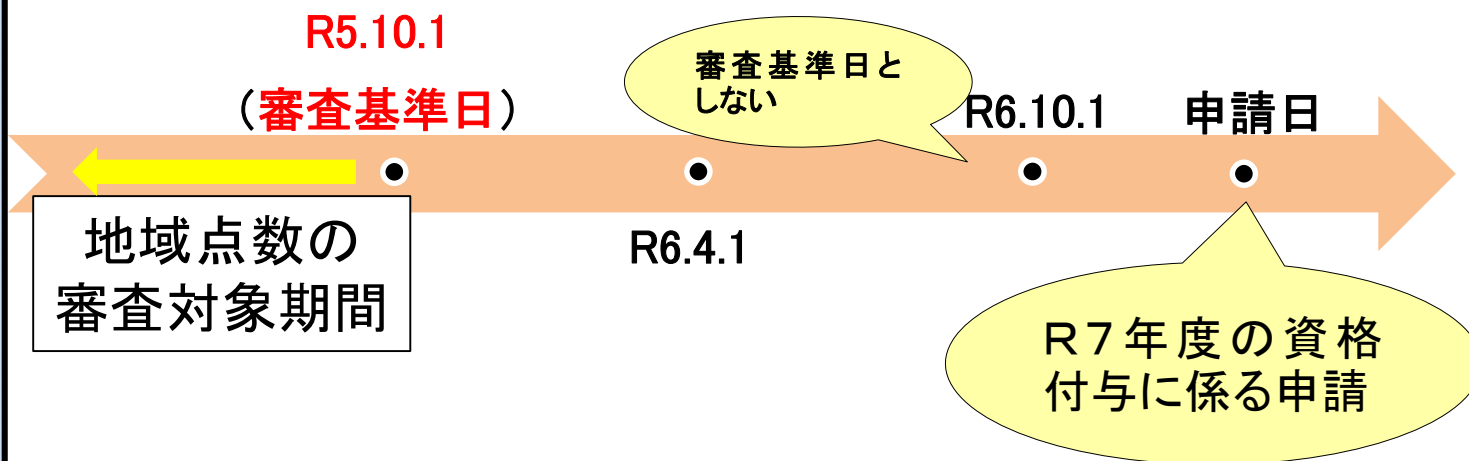 R5.10.1
（審査基準日）
審査基準日と
しない
R6.10.1
申請日
地域点数の
審査対象期間
R6.4.1
Ｒ７年度の資格
付与に係る申請